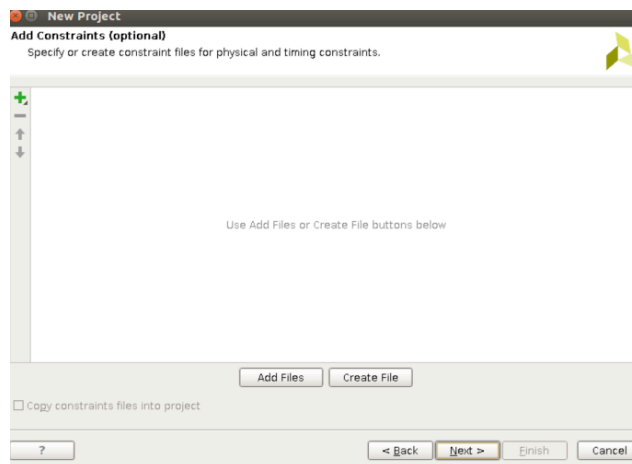 New Project
Add Constraints (optional)
Specify or create constraint files for physical and timing constraints.
Use Add Files or Create File buttons below
Add Files
Create File
Copy constraints files into project
?
< Back
Next >
Finish
Cancel